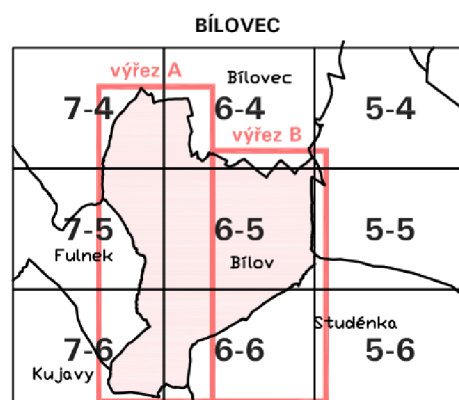 BÍLOVEC
výřez A
Bílovec
7-4
6-4
5-4
výřez B
7-5
6-5
5-5
Fulnek
Bílov
Studénka
7-6
6-6
5-6
Kujavy